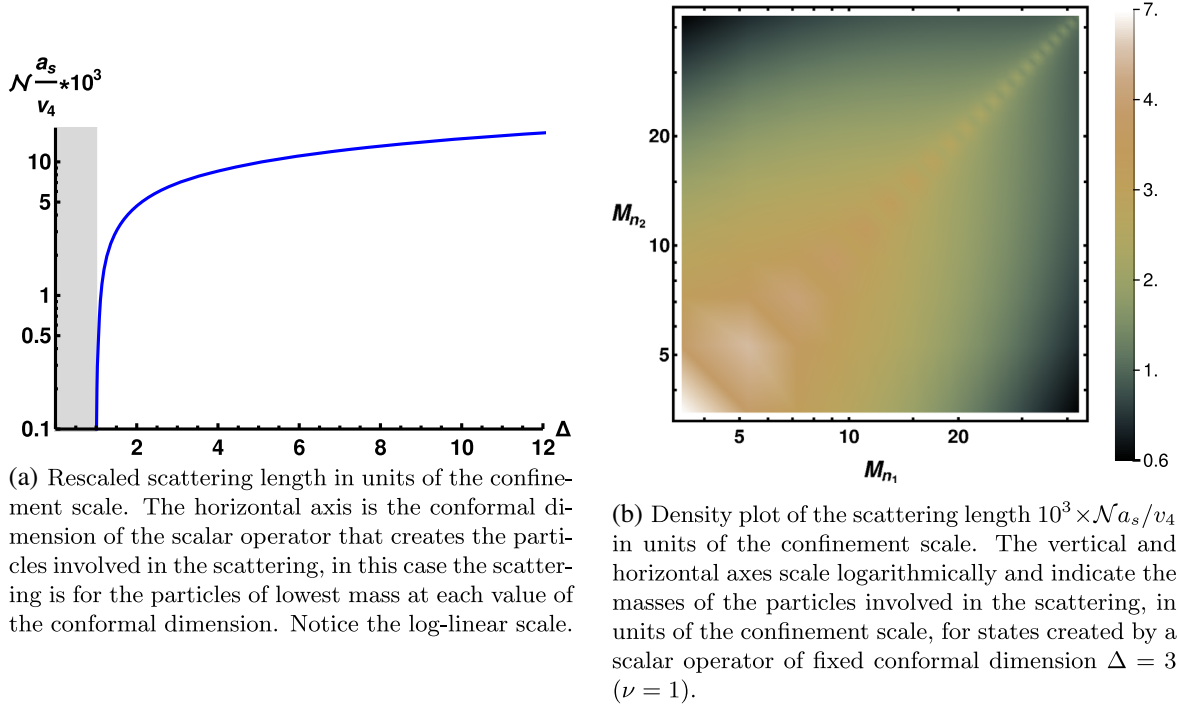 𝒩 a_s/v_4 *10^3
10
5
1
0.5
0.1
2
4
6
8
10
12
Δ
(a) Rescaled scattering length in units of the confine-
ment scale. The horizontal axis is the conformal di-
mension of the scalar operator that creates the parti-
cles involved in the scattering, in this case the scatter-
ing is for the particles of lowest mass at each value of
the conformal dimension. Notice the log-linear scale.
M_{n_2}
20
10
5
5
10
20
M_{n_1}
7.
4.
3.
2.
1.
0.6
(b) Density plot of the scattering length 10^3 × 𝒩a_s/v_4
in units of the confinement scale. The vertical and
horizontal axes scale logarithmically and indicate the
masses of the particles involved in the scattering, in
units of the confinement scale, for states created by a
scalar operator of fixed conformal dimension Δ = 3
(ν = 1).